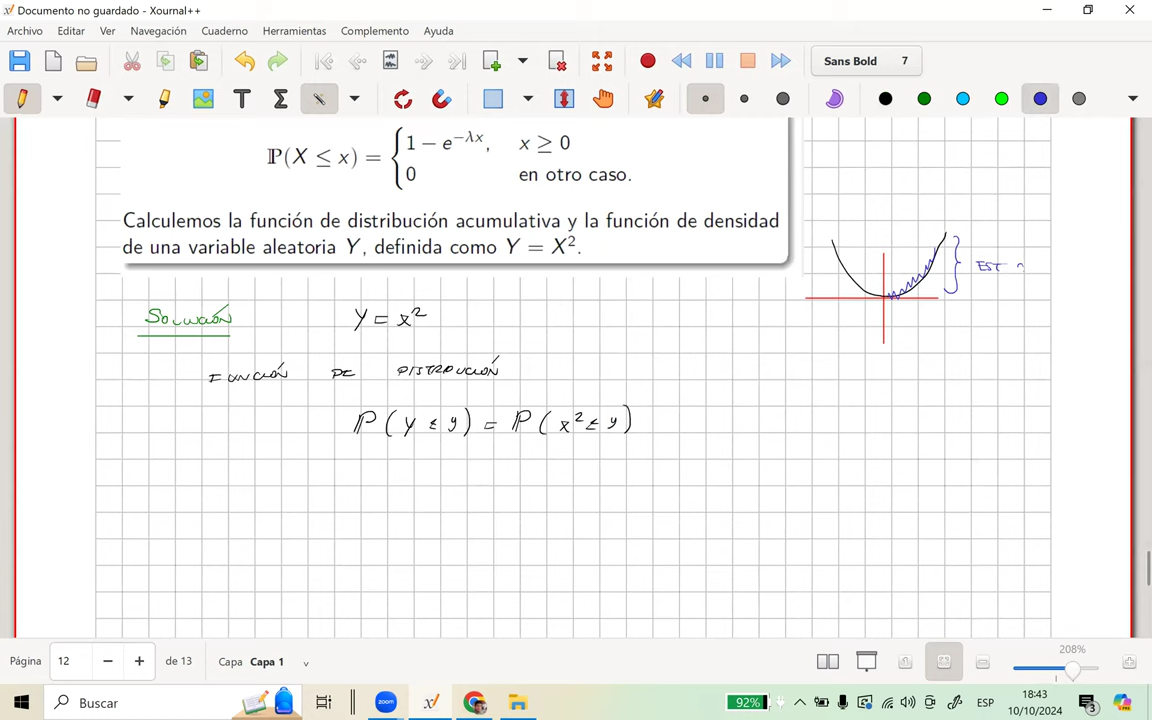 Documento no guardado - Xournal++
Archivo Editar Ver Navegación Cuaderno Herramientas Complemento Ayuda
Sans Bold 7
ℙ(X ≤ x) = { 1 − e^{−λx}, x ≥ 0
0 en otro caso.
Calculemos la función de distribución acumulativa y la función de densidad
de una variable aleatoria Y, definida como Y = X².
EST
Solución Y = x²
FUNCIÓN DE DISTRIBUCIÓN
ℙ(Y ≤ y) = ℙ(x² ≤ y)
Página 12 de 13 Capa Capa 1 208%
Buscar
zoom
92% ESP 18:43
10/10/2024
3